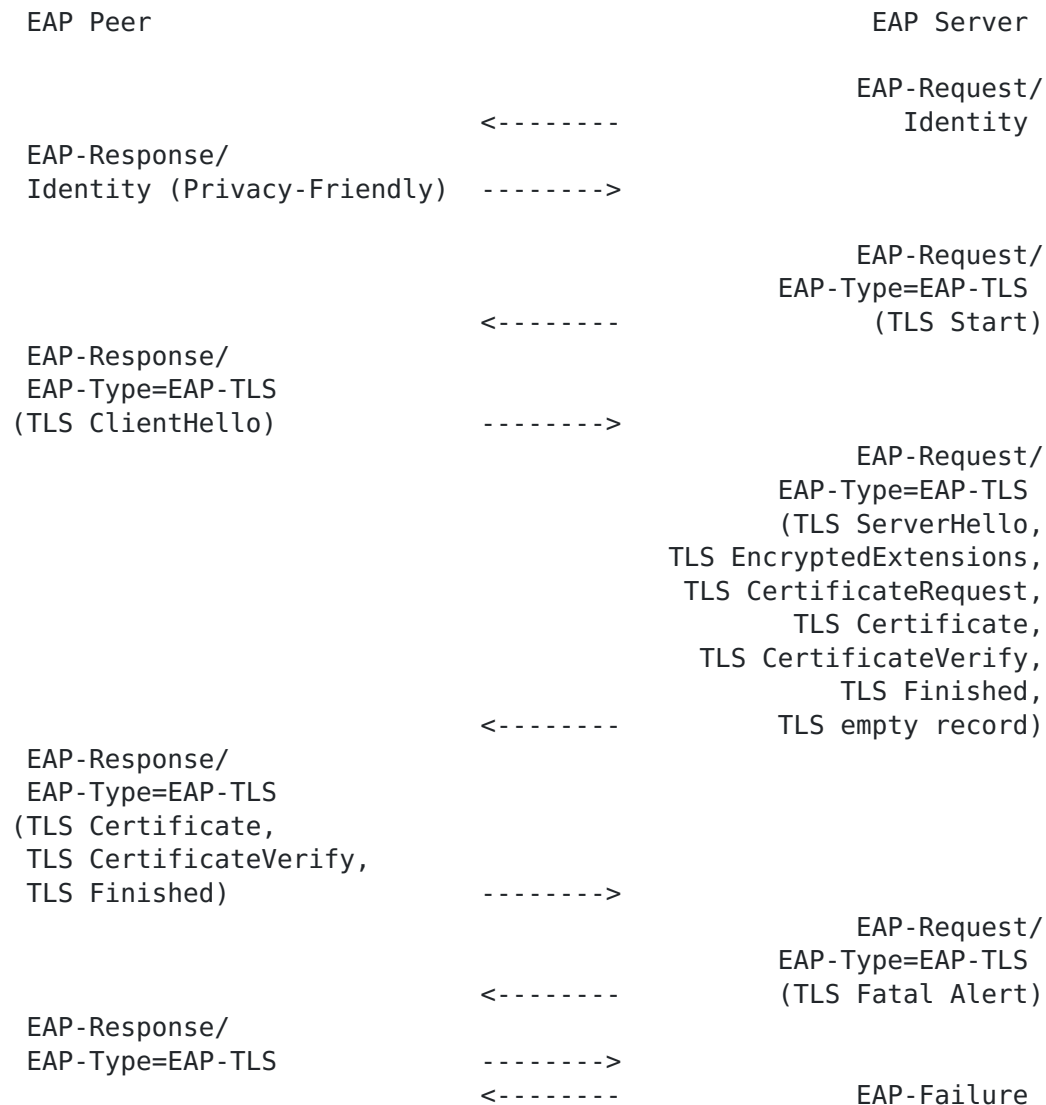 EAP Peer                                              EAP Server
EAP-Request/
<--------                  Identity
EAP-Response/
Identity (Privacy-Friendly)  -------->
EAP-Request/
EAP-Type=EAP-TLS
<--------                (TLS Start)
EAP-Response/
EAP-Type=EAP-TLS
(TLS ClientHello)             -------->
EAP-Request/
EAP-Type=EAP-TLS
(TLS ServerHello,
TLS EncryptedExtensions,
TLS CertificateRequest,
TLS Certificate,
TLS CertificateVerify,
TLS Finished,
<--------          TLS empty record)
EAP-Response/
EAP-Type=EAP-TLS
(TLS Certificate,
TLS CertificateVerify,
TLS Finished)                -------->
EAP-Request/
EAP-Type=EAP-TLS
<--------          (TLS Fatal Alert)
EAP-Response/
EAP-Type=EAP-TLS             -------->
<--------               EAP-Failure